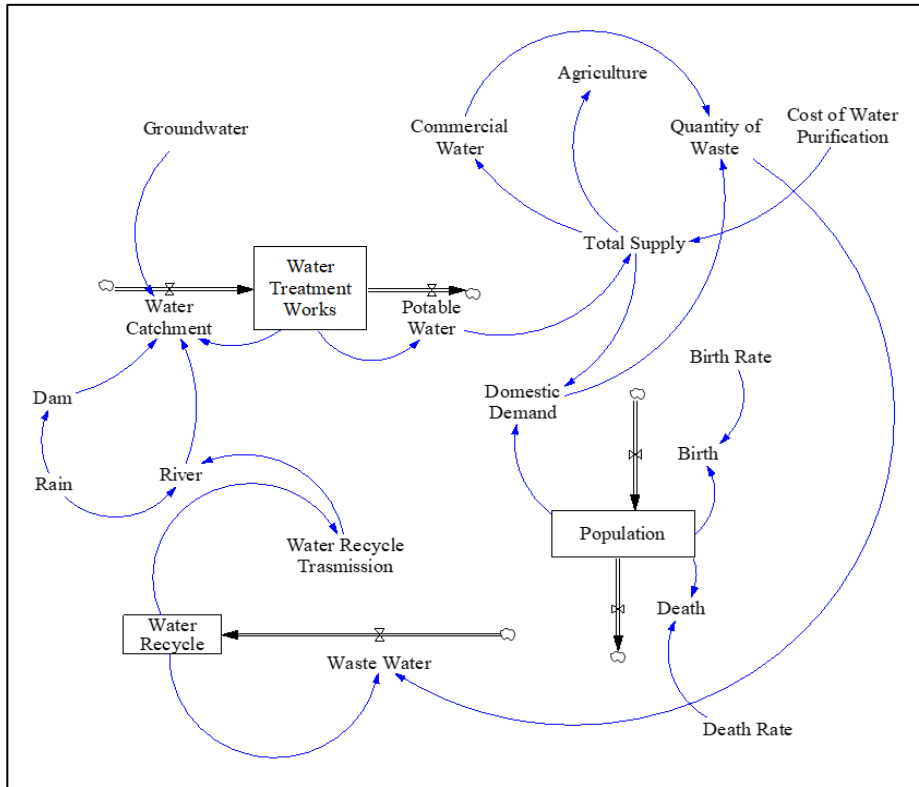 Agriculture
Groundwater
Commercial
Water
Quantity of
Waste
Cost of Water
Purification
Total Supply
Water
Treatment
Works
Water
Catchment
Potable
Water
Birth Rate
Dam
Domestic
Demand
Rain
River
Birth
Population
Water Recycle
Trasmission
Death
Water
Recycle
Waste Water
Death Rate